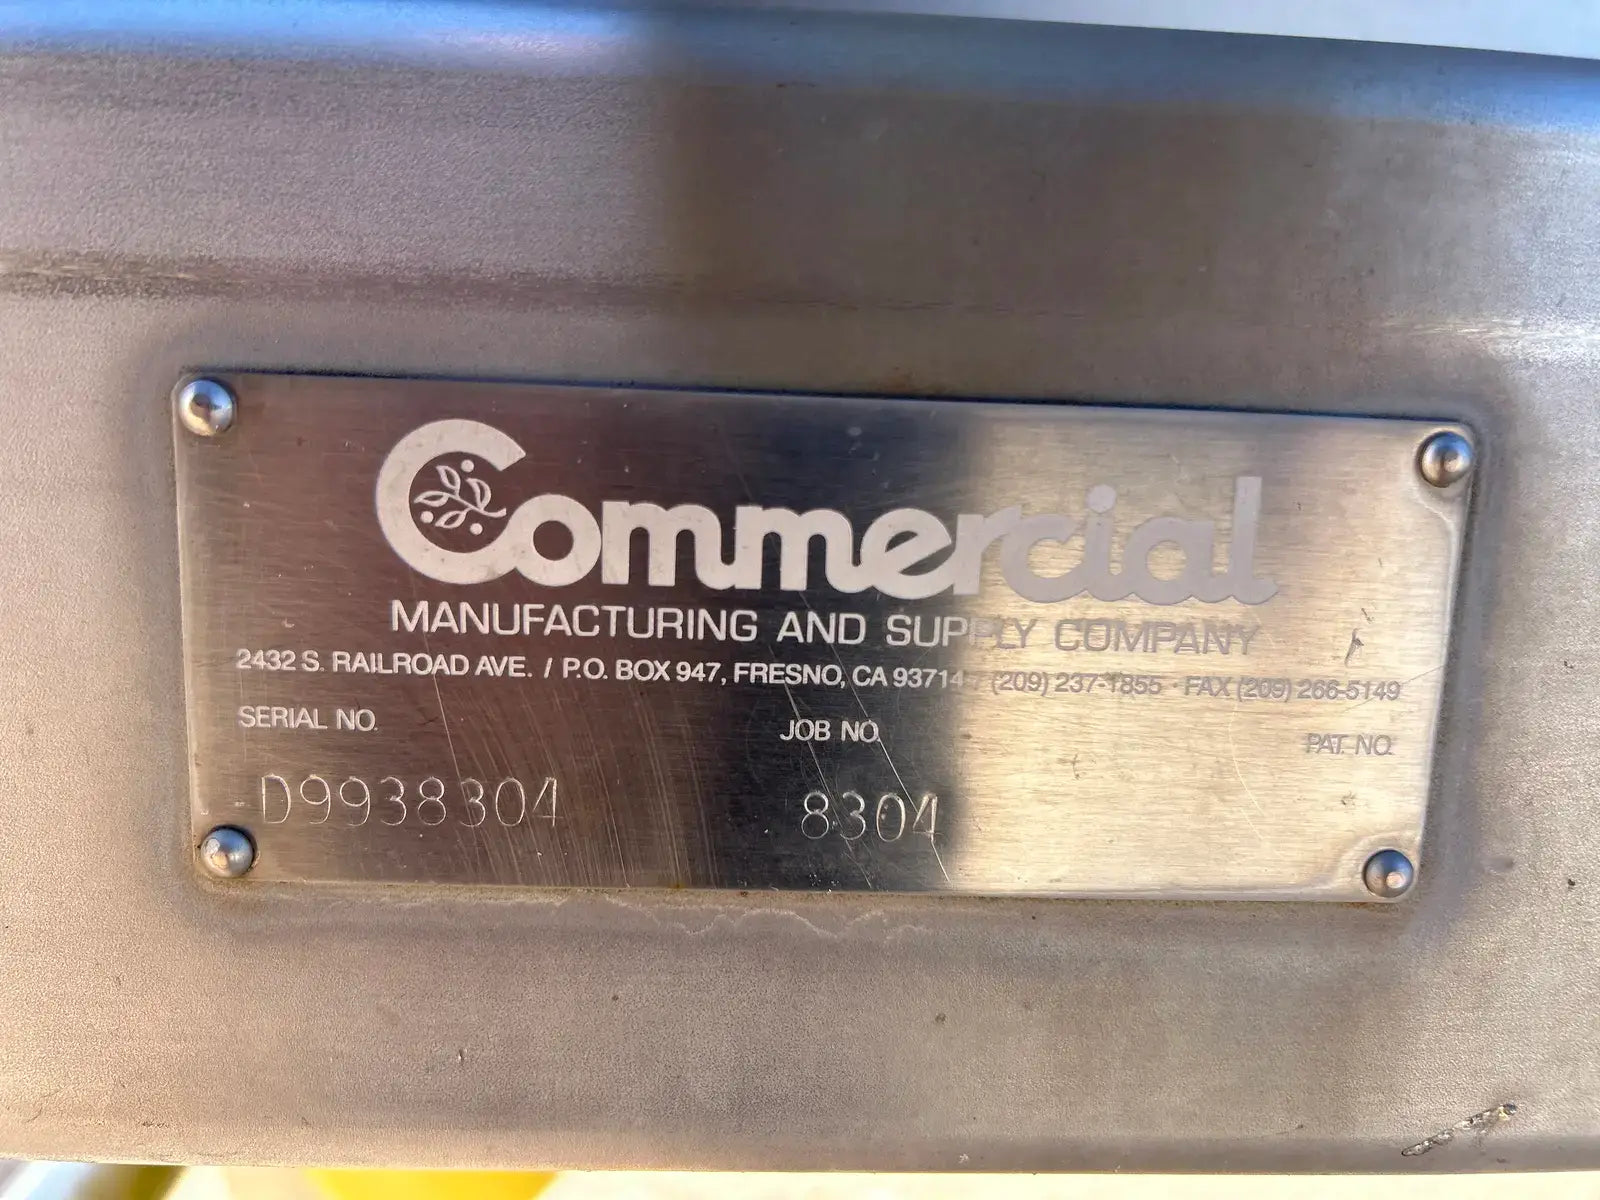 Commercial
MANUFACTURING AND SUPPLY COMPANY
2432 S. RAILROAD AVE. / P.O. BOX 947, FRESNO, CA 93714 / (209) 237-1855 · FAX (209) 266-5149
SERIAL NO. JOB NO. PAT. NO.
D9938304 8304